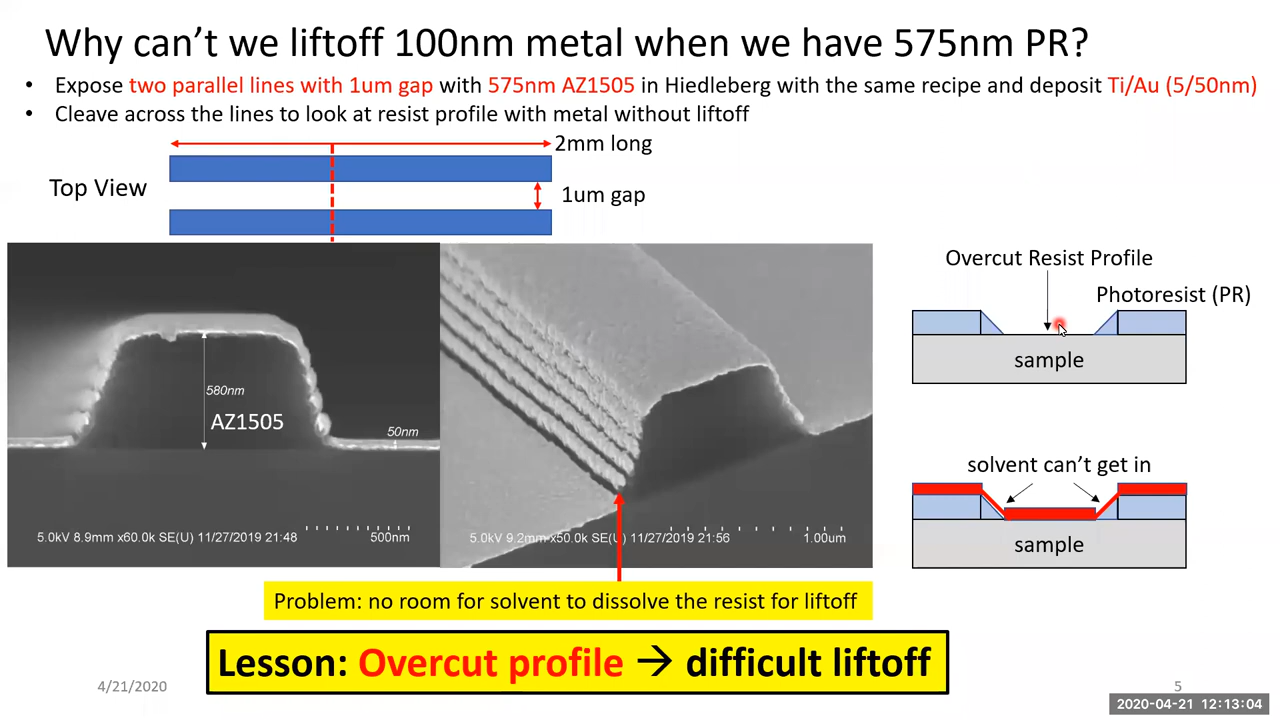 Why can't we liftoff 100nm metal when we have 575nm PR?
• Expose two parallel lines with 1um gap with 575nm AZ1505 in Hiedleberg with the same recipe and deposit Ti/Au (5/50nm)
• Cleave across the lines to look at resist profile with metal without liftoff
2mm long
Top View
1um gap
580nm
AZ1505
50nm
5.0kV 8.9mm x60.0k SE(U) 11/27/2019 21:48
500nm
5.0kV 9.2mm x50.0k SE(U) 11/27/2019 21:56
1.00um
Overcut Resist Profile
Photoresist (PR)
sample
solvent can't get in
sample
Problem: no room for solvent to dissolve the resist for liftoff
Lesson: Overcut profile → difficult liftoff
4/21/2020
5
2020-04-21 12:13:04